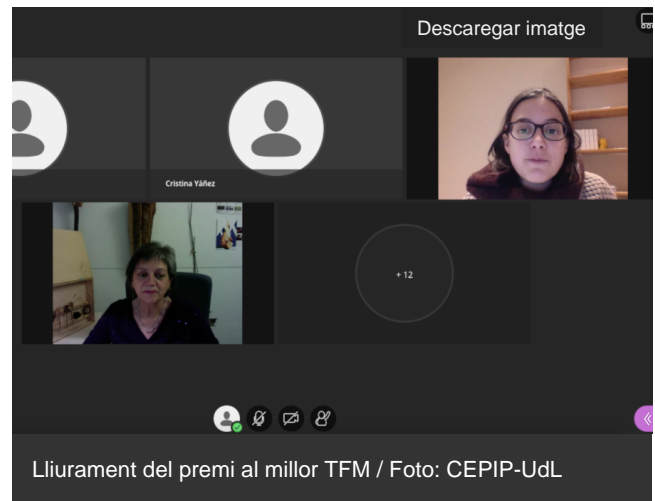 Descaregar imatge
Cristina Yáñez
+ 12
Lliurament del premi al millor TFM / Foto: CEPIP-UdL